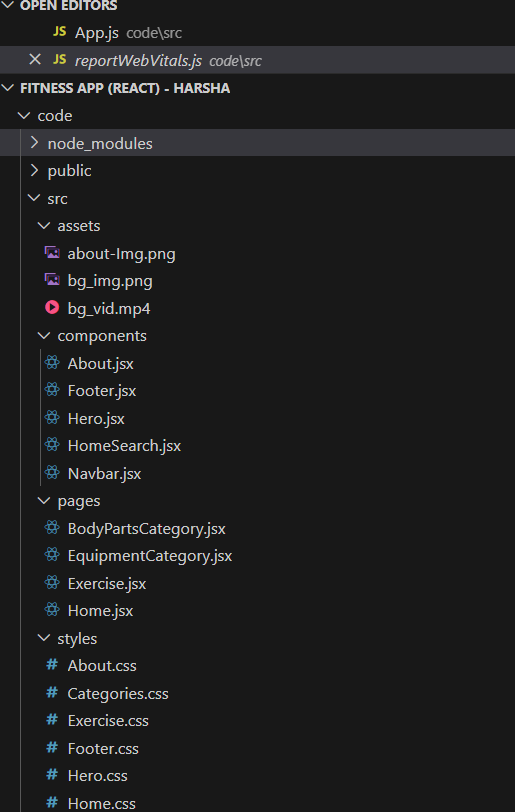 OPEN EDITORS
JS App.js code\src
JS reportWebVitals.js code\src
FITNESS APP (REACT) - HARSHA
code
node_modules
public
src
assets
about-Img.png
bg_img.png
bg_vid.mp4
components
About.jsx
Footer.jsx
Hero.jsx
HomeSearch.jsx
Navbar.jsx
pages
BodyPartsCategory.jsx
EquipmentCategory.jsx
Exercise.jsx
Home.jsx
styles
# About.css
# Categories.css
# Exercise.css
# Footer.css
# Hero.css
# Home.css